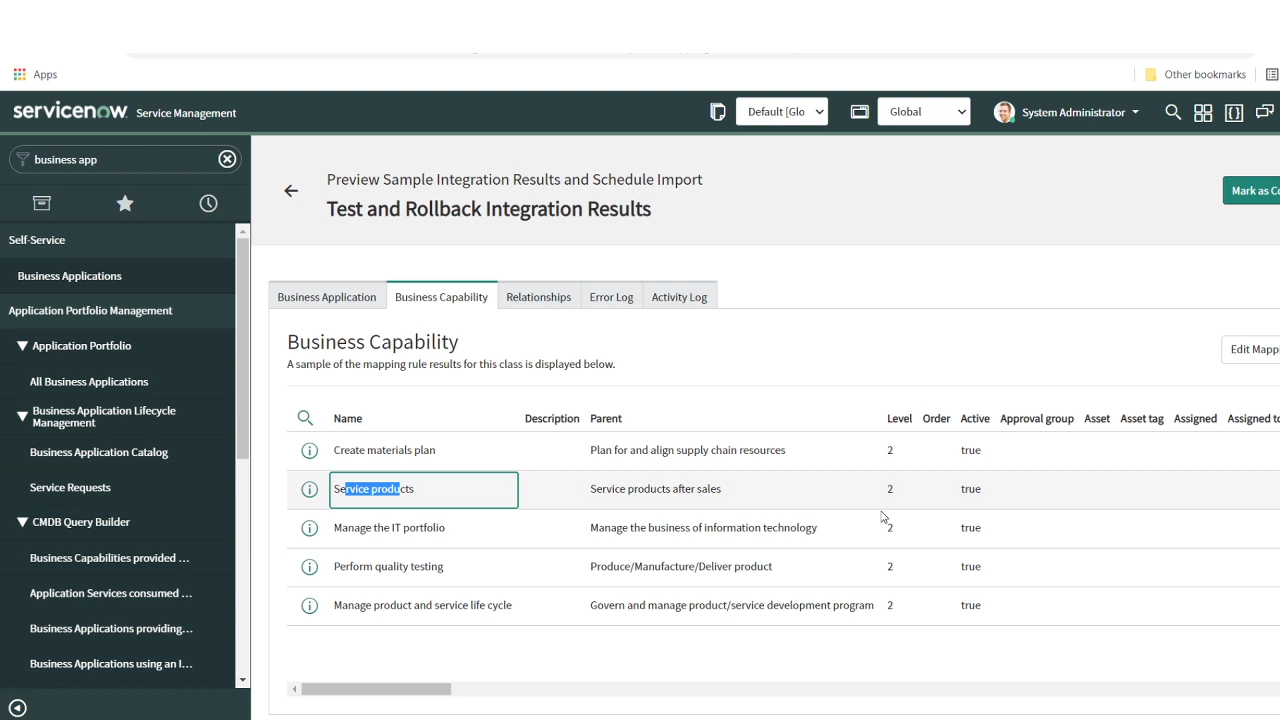 Apps
Other bookmarks
servicenow Service Management
Default [Glo
Global
System Administrator
business app
Preview Sample Integration Results and Schedule Import
Test and Rollback Integration Results
Mark as Co
Self-Service
Business Applications
Application Portfolio Management
Application Portfolio
All Business Applications
Business Application Lifecycle
Management
Business Application Catalog
Service Requests
CMDB Query Builder
Business Capabilities provided ...
Application Services consumed ...
Business Applications providing...
Business Applications using an I...
Business Application Business Capability Relationships Error Log Activity Log
Business Capability
A sample of the mapping rule results for this class is displayed below.
Edit Mappi
Name Description Parent Level Order Active Approval group Asset Asset tag Assigned Assigned to
Create materials plan Plan for and align supply chain resources 2 true
Service products Service products after sales 2 true
Manage the IT portfolio Manage the business of information technology 2 true
Perform quality testing Produce/Manufacture/Deliver product 2 true
Manage product and service life cycle Govern and manage product/service development program 2 true